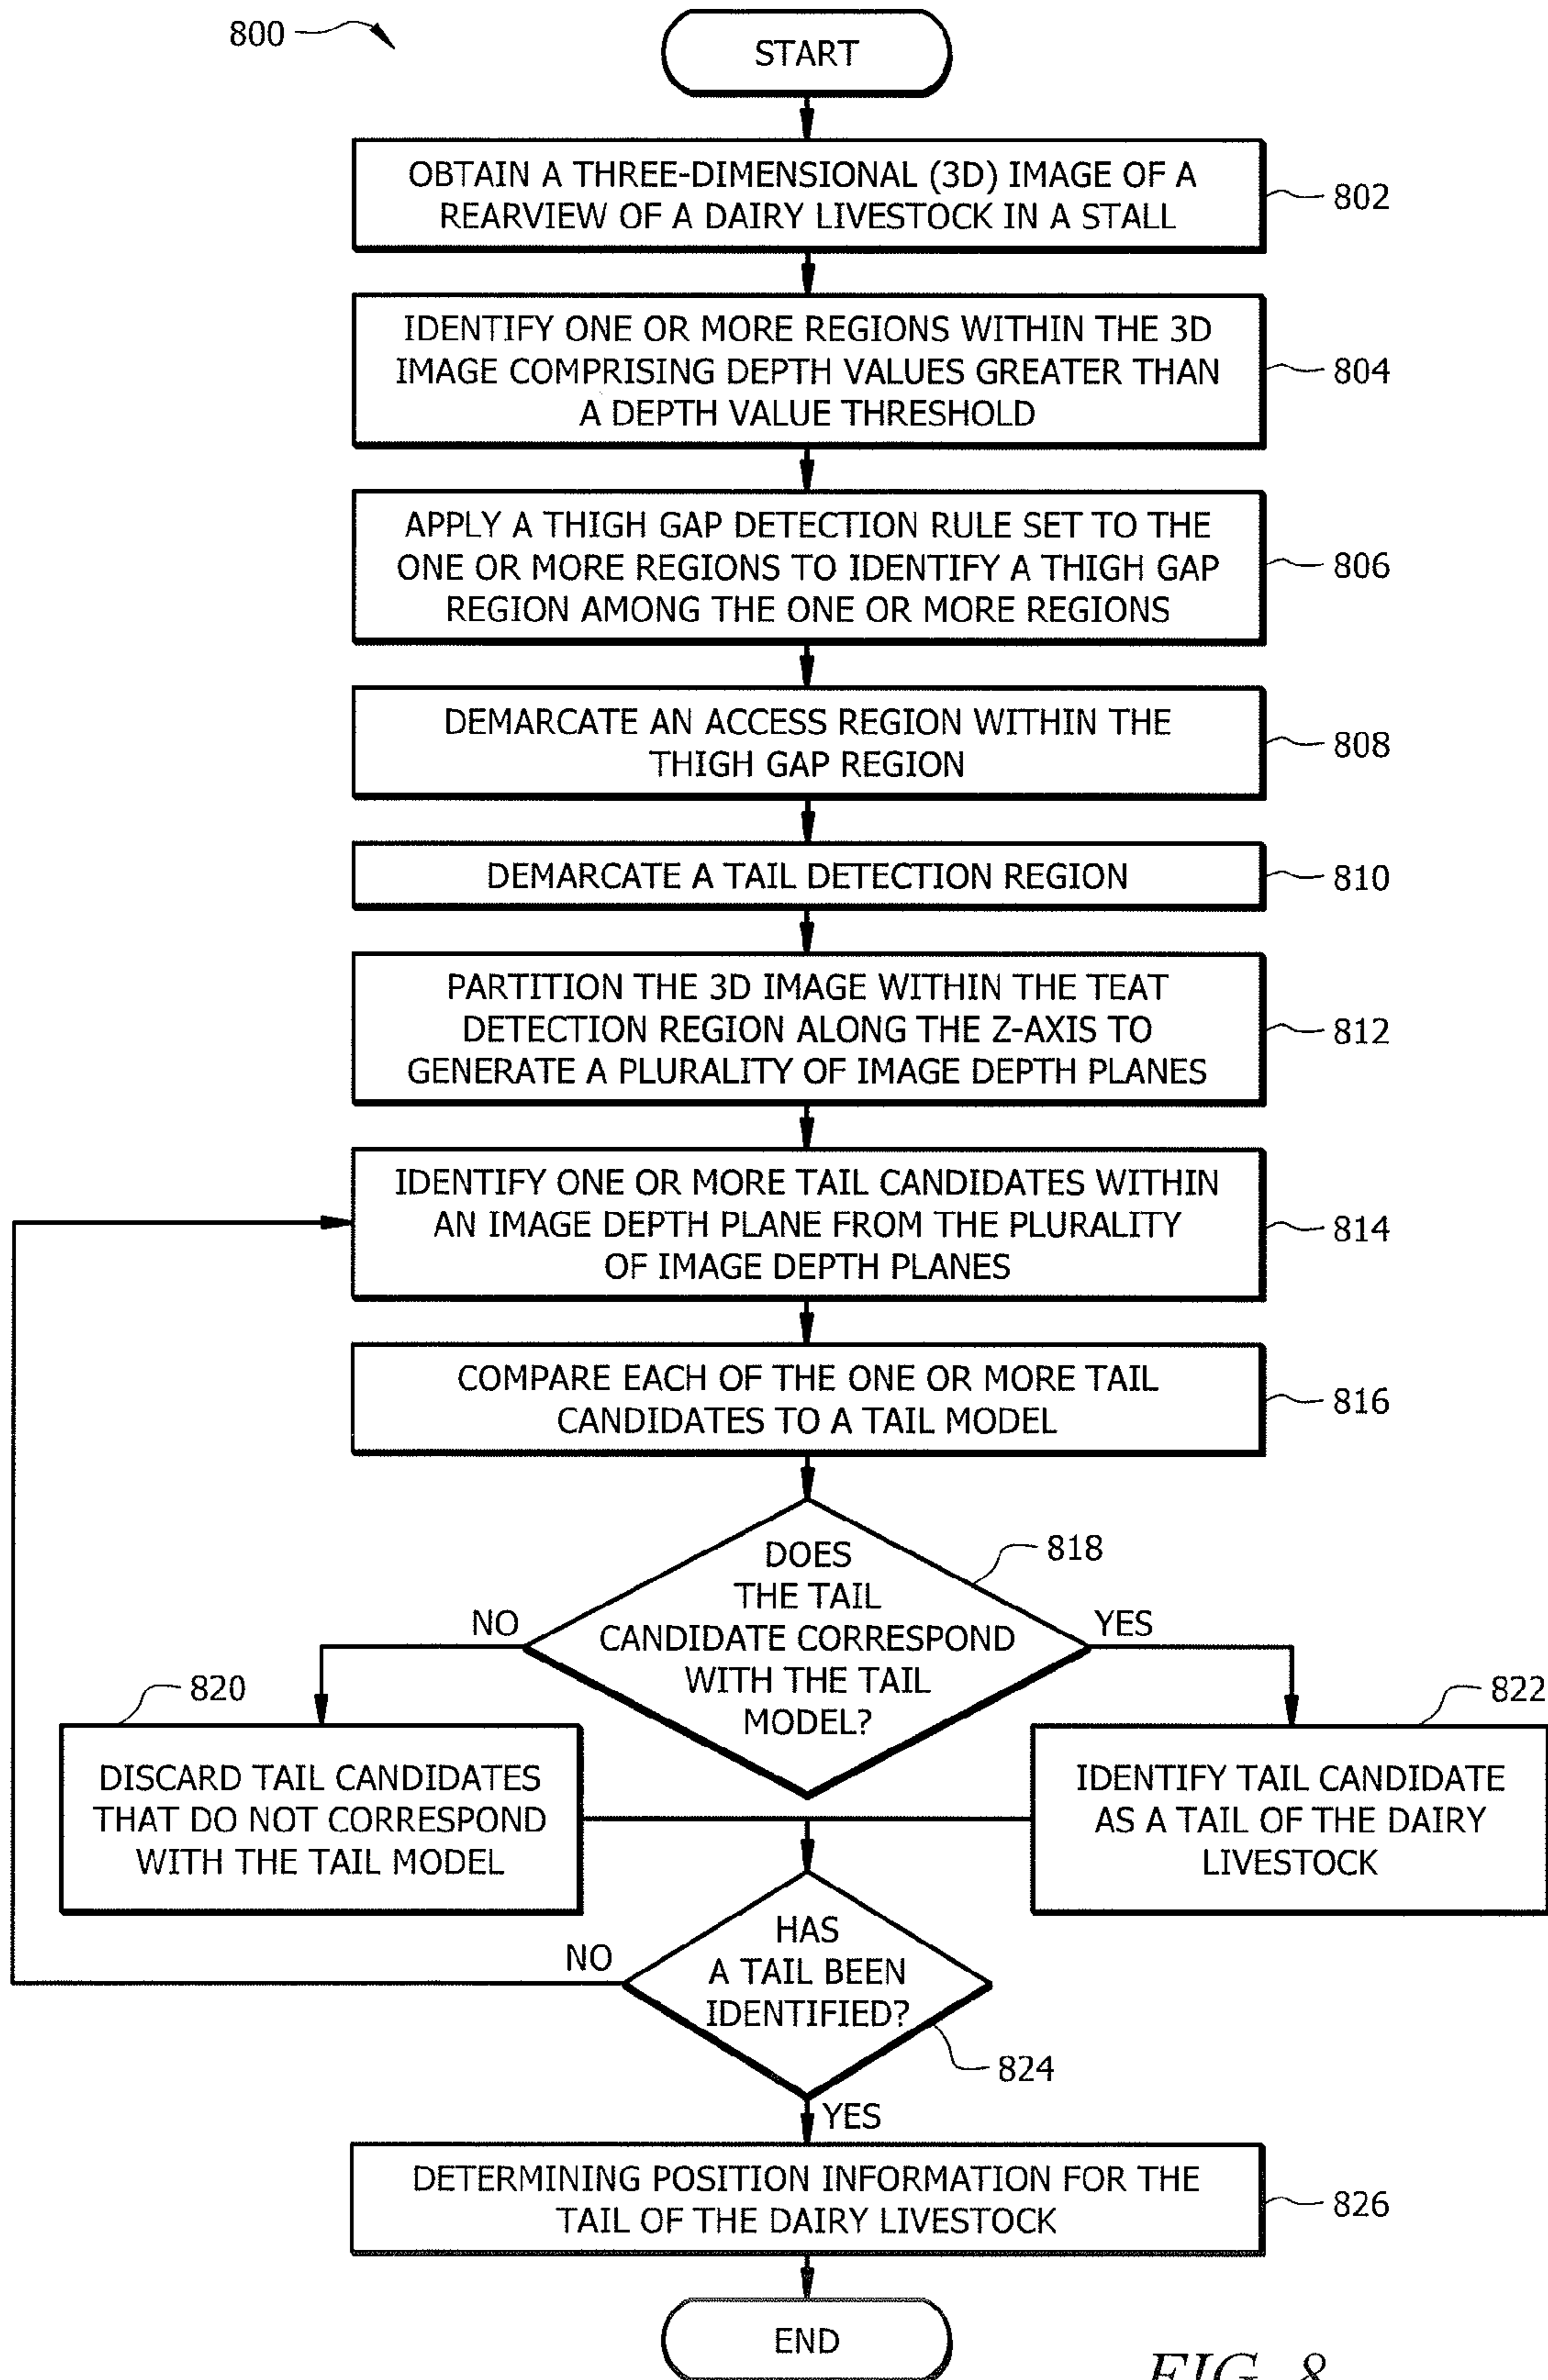 800
START
OBTAIN A THREE-DIMENSIONAL (3D) IMAGE OF A
REARVIEW OF A DAIRY LIVESTOCK IN A STALL
802
IDENTIFY ONE OR MORE REGIONS WITHIN THE 3D
IMAGE COMPRISING DEPTH VALUES GREATER THAN
A DEPTH VALUE THRESHOLD
804
APPLY A THIGH GAP DETECTION RULE SET TO THE
ONE OR MORE REGIONS TO IDENTIFY A THIGH GAP
REGION AMONG THE ONE OR MORE REGIONS
806
DEMARCATE AN ACCESS REGION WITHIN THE
THIGH GAP REGION
808
DEMARCATE A TAIL DETECTION REGION
810
PARTITION THE 3D IMAGE WITHIN THE TEAT
DETECTION REGION ALONG THE Z-AXIS TO
GENERATE A PLURALITY OF IMAGE DEPTH PLANES
812
IDENTIFY ONE OR MORE TAIL CANDIDATES WITHIN
AN IMAGE DEPTH PLANE FROM THE PLURALITY
OF IMAGE DEPTH PLANES
814
COMPARE EACH OF THE ONE OR MORE TAIL
CANDIDATES TO A TAIL MODEL
816
DOES
THE TAIL
CANDIDATE CORRESPOND
WITH THE TAIL
MODEL?
818
NO
YES
820
DISCARD TAIL CANDIDATES
THAT DO NOT CORRESPOND
WITH THE TAIL MODEL
822
IDENTIFY TAIL CANDIDATE
AS A TAIL OF THE DAIRY
LIVESTOCK
HAS
A TAIL BEEN
IDENTIFIED?
NO
824
YES
DETERMINING POSITION INFORMATION FOR THE
TAIL OF THE DAIRY LIVESTOCK
826
END
FIG. 8